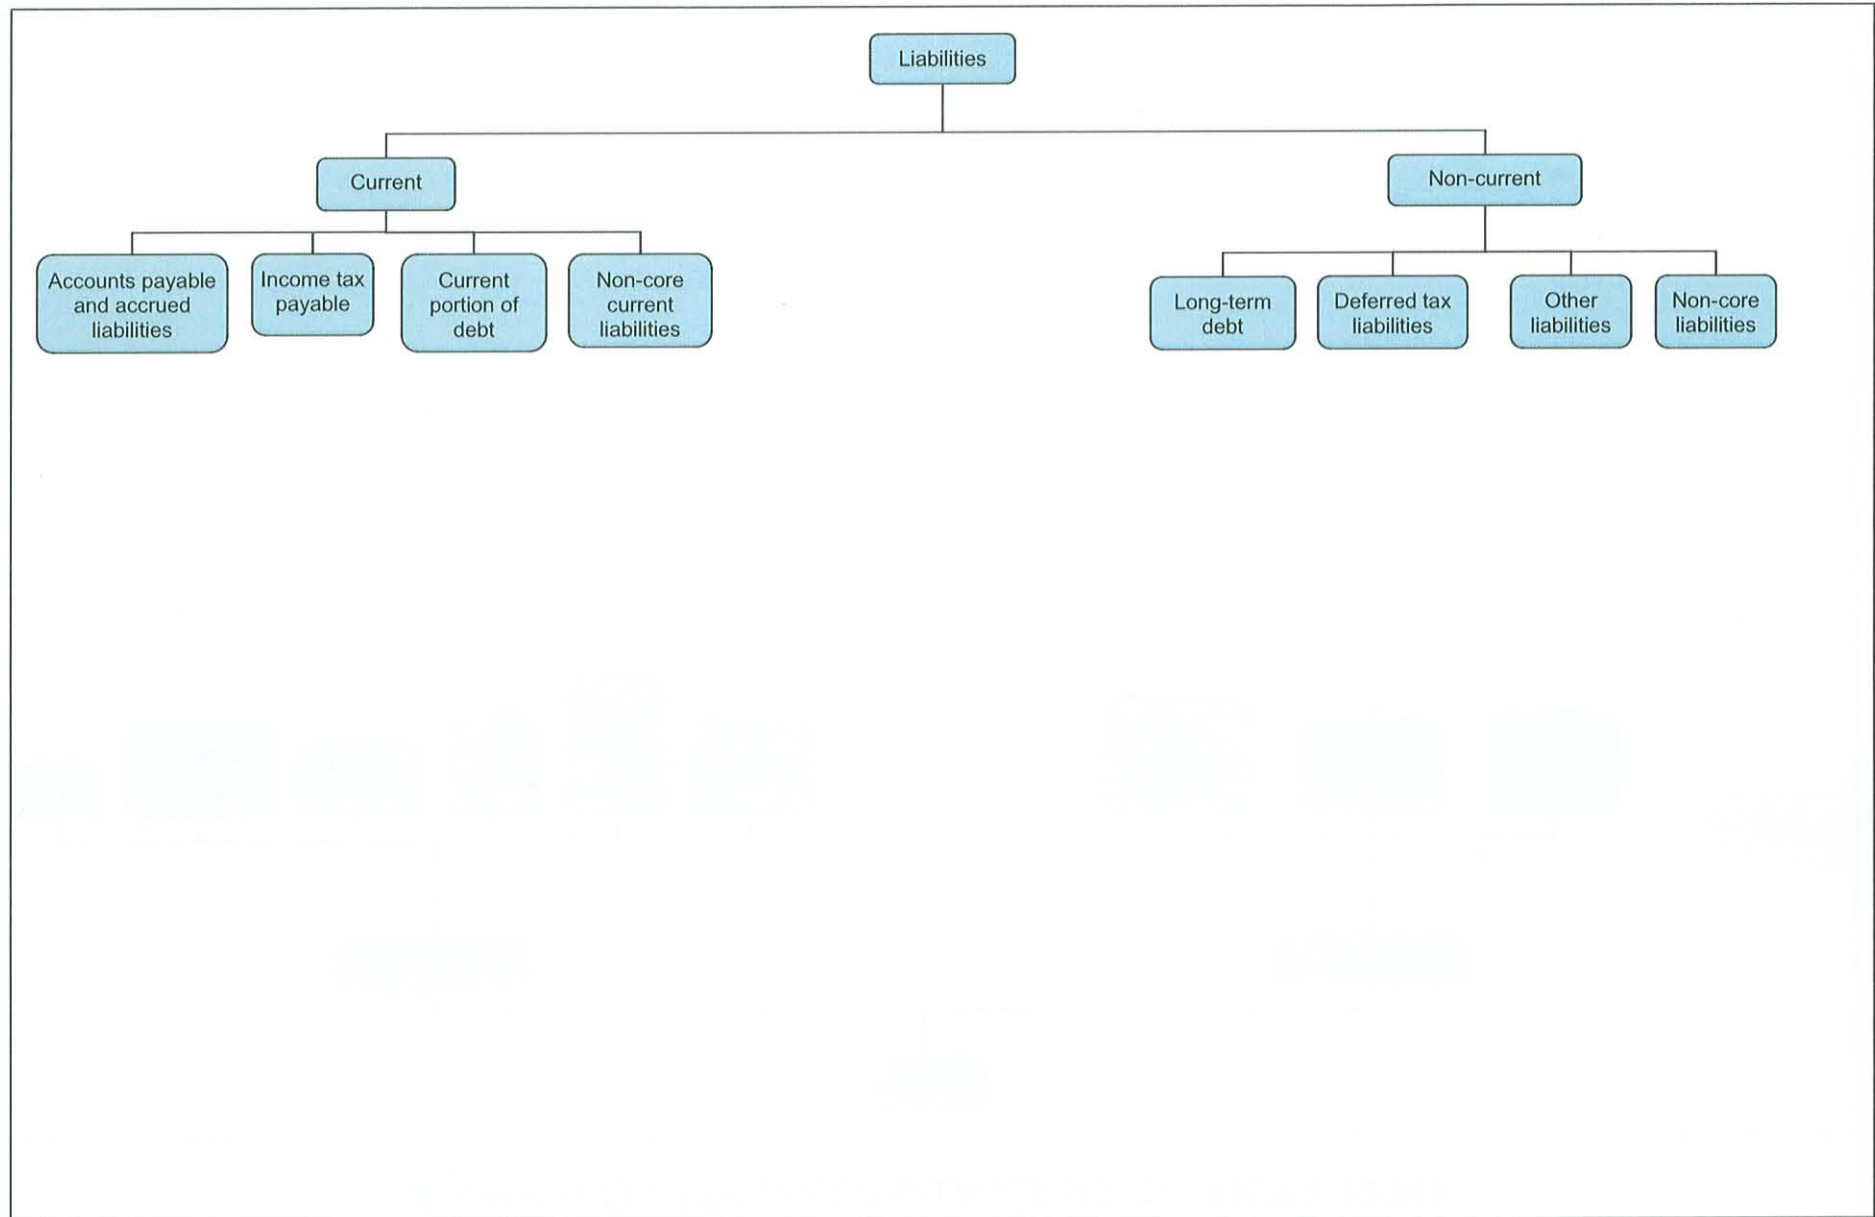 Liabilities
Current
Non-current
Accounts payable
and accrued
liabilities
Income tax
payable
Current
portion of
debt
Non-core
current
liabilities
Long-term
debt
Deferred tax
liabilities
Other
liabilities
Non-core
liabilities